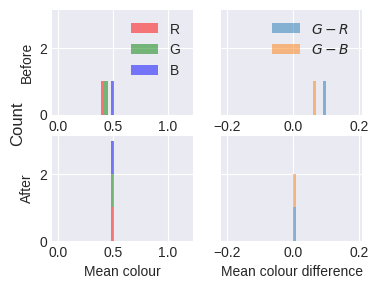 R
G
B
G − R
G − B
Count
Before
2
0
0.0 0.5 1.0
−0.2 0.0 0.2
After
2
0
0.0 0.5 1.0
−0.2 0.0 0.2
Mean colour
Mean colour difference